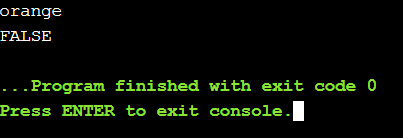 orange
FALSE
...Program finished with exit code 0
Press ENTER to exit console.